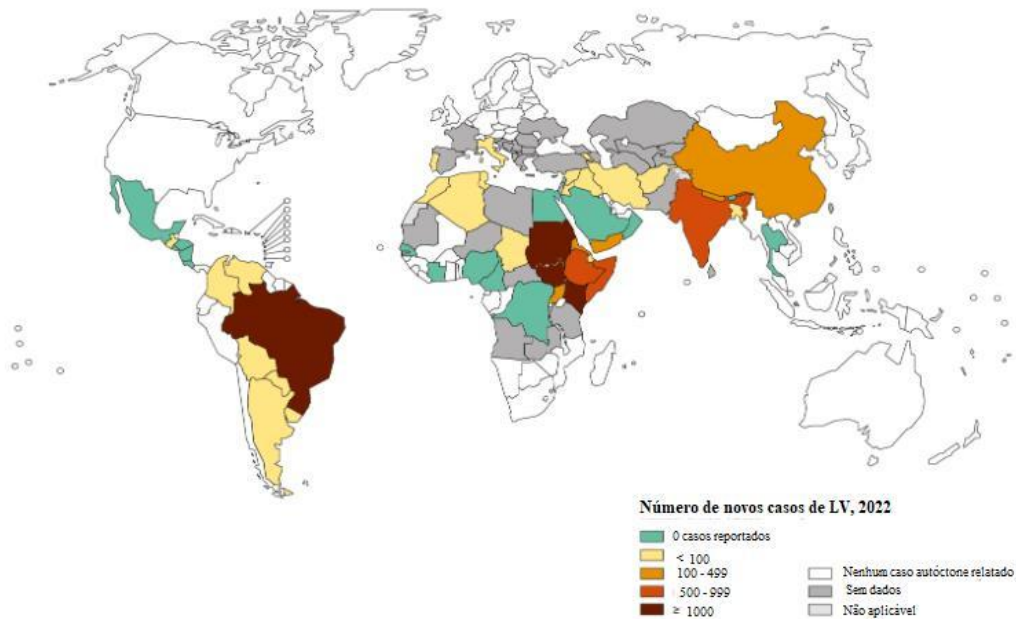 Número de novos casos de LV, 2022
0 casos reportados
< 100
100 - 499
500 - 999
≥ 1000
Nenhum caso autóctone relatado
Sem dados
Não aplicável